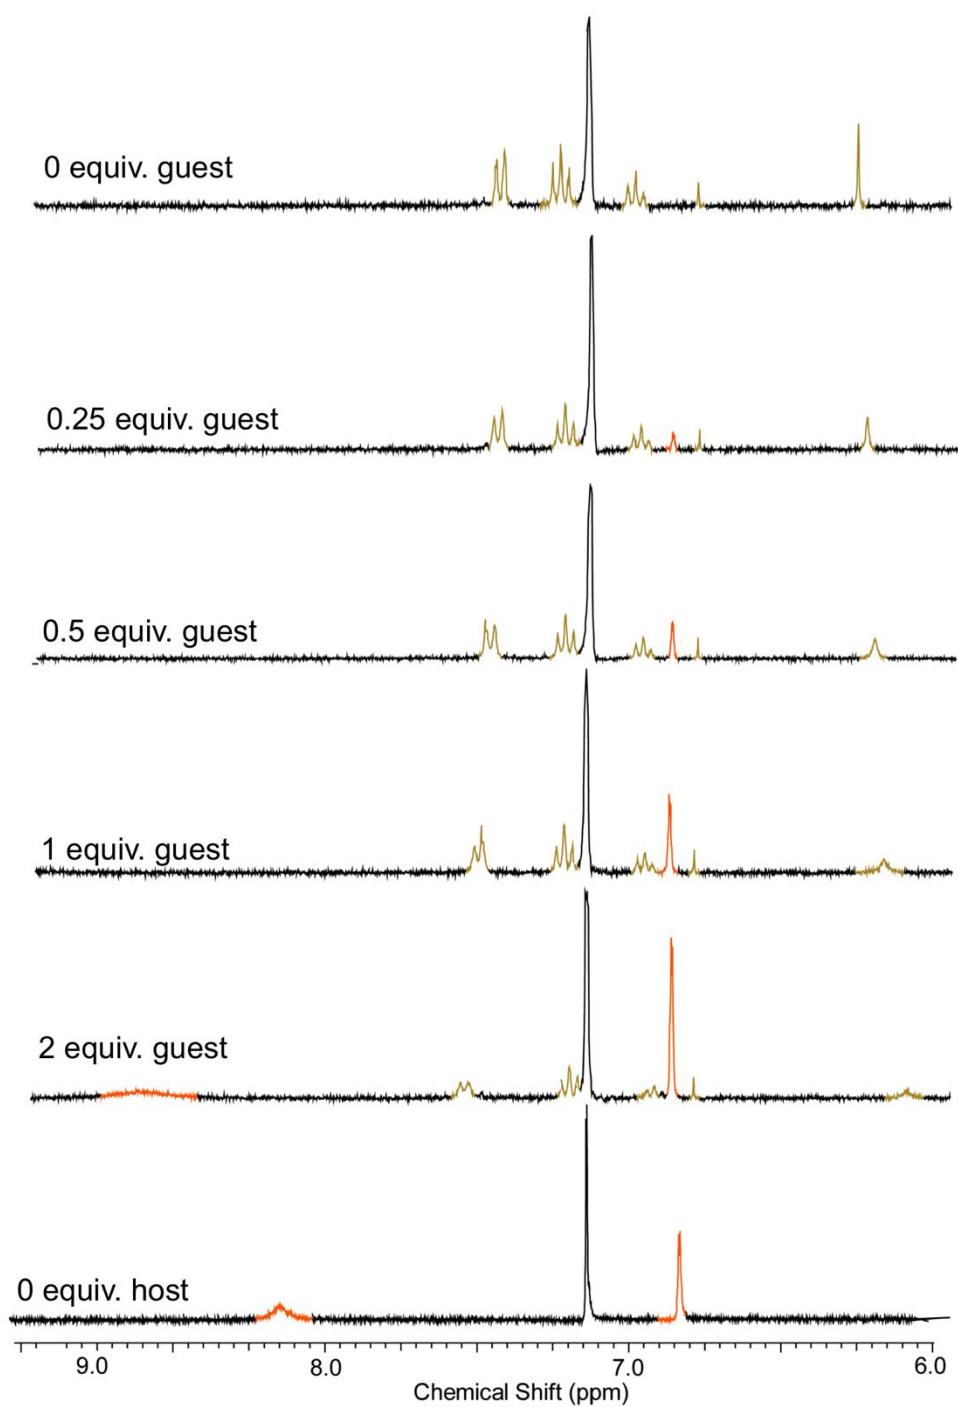 0 equiv. guest
0.25 equiv. guest
0.5 equiv. guest
1 equiv. guest
2 equiv. guest
0 equiv. host
9.0 8.0 7.0 6.0
Chemical Shift (ppm)